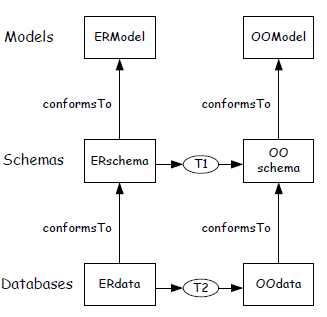 Models
ERModel
OOModel
conformsTo
conformsTo
Schemas
ERschema
T1
OO
schema
conformsTo
conformsTo
Databases
ERdata
T2
OOdata